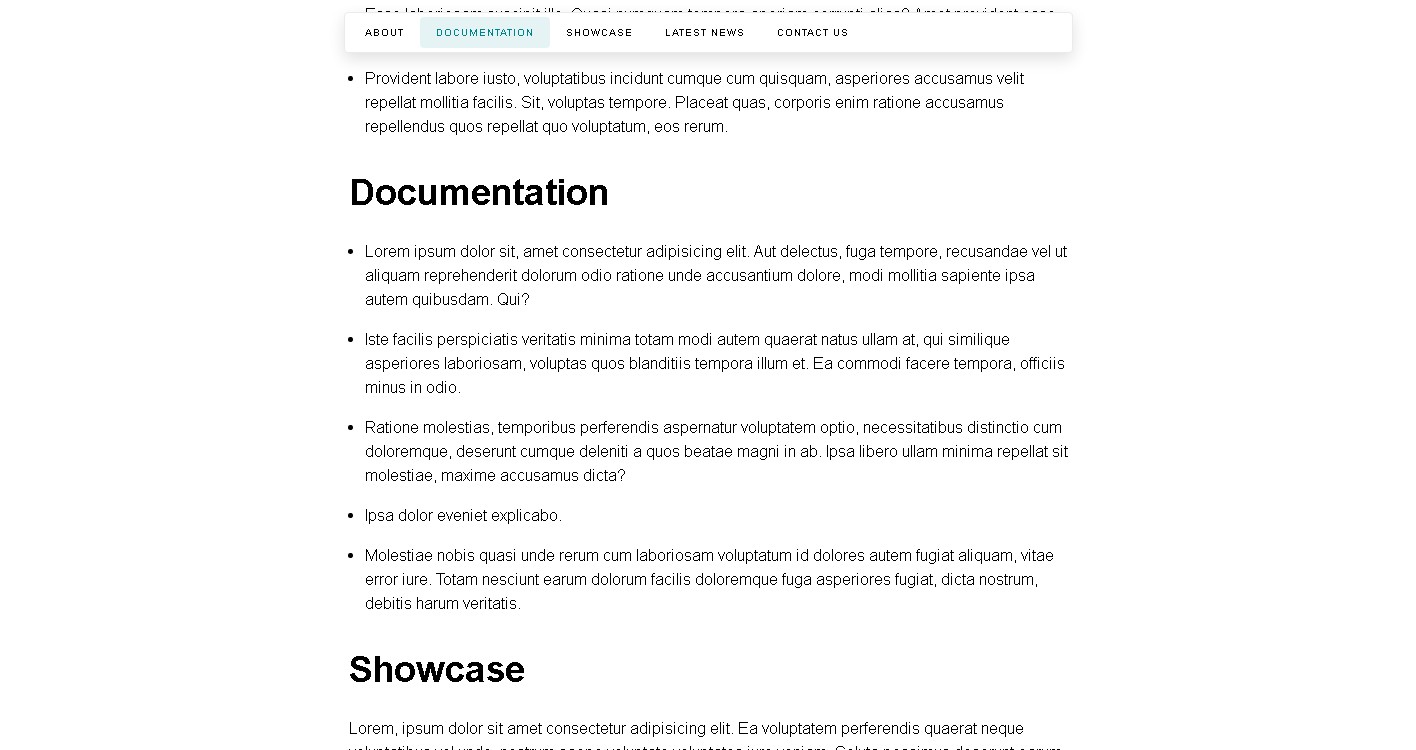 ABOUT DOCUMENTATION SHOWCASE LATEST NEWS CONTACT US
Provident labore iusto, voluptatibus incidunt cumque cum quisquam, asperiores accusamus velit
repellat mollitia facilis. Sit, voluptas tempore. Placeat quas, corporis enim ratione accusamus
repellendus quos repellat quo voluptatum, eos rerum.
Documentation
Lorem ipsum dolor sit, amet consectetur adipisicing elit. Aut delectus, fuga tempore, recusandae vel ut
aliquam reprehenderit dolorum odio ratione unde accusantium dolore, modi mollitia sapiente ipsa
autem quibusdam. Qui?
Iste facilis perspiciatis veritatis minima totam modi autem quaerat natus ullam at, qui similique
asperiores laboriosam, voluptas quos blanditiis tempora illum et. Ea commodi facere tempora, officiis
minus in odio.
Ratione molestias, temporibus perferendis aspernatur voluptatem optio, necessitatibus distinctio cum
doloremque, deserunt cumque deleniti a quos beatae magni in ab. Ipsa libero ullam minima repellat sit
molestiae, maxime accusamus dicta?
Ipsa dolor eveniet explicabo.
Molestiae nobis quasi unde rerum cum laboriosam voluptatum id dolores autem fugiat aliquam, vitae
error iure. Totam nesciunt earum dolorum facilis doloremque fuga asperiores fugiat, dicta nostrum,
debitis harum veritatis.
Showcase
Lorem, ipsum dolor sit amet consectetur adipisicing elit. Ea voluptatem perferendis quaerat neque